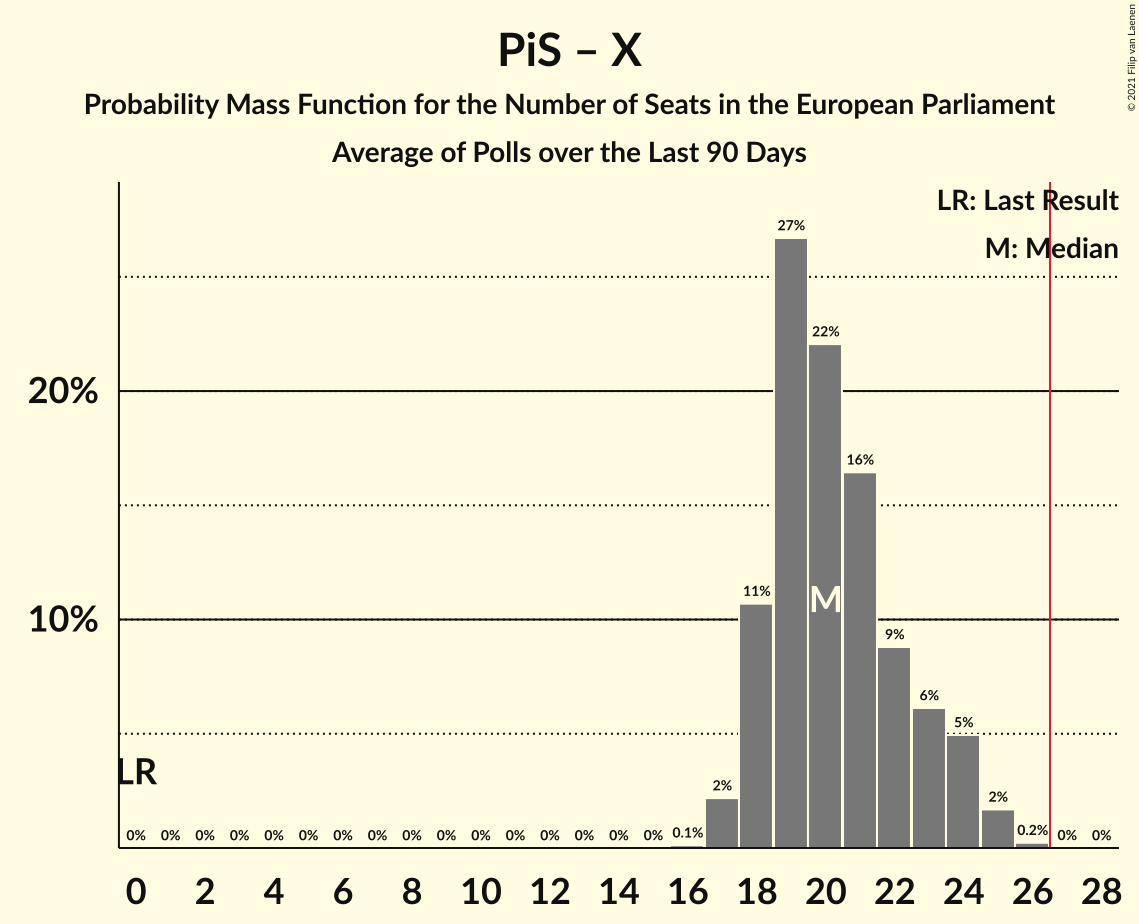 PiS – X
Probability Mass Function for the Number of Seats in the European Parliament
Average of Polls over the Last 90 Days
© 2021 Filip van Laenen
LR: Last Result
M: Median
27%
22%
20%
16%
11%
M
10%
9%
6%
5%
LR
2%
2%
0% 0% 0% 0% 0% 0% 0% 0% 0% 0% 0% 0% 0% 0% 0% 0% 0.1% 0.2% 0% 0%
0 2 4 6 8 10 12 14 16 18 20 22 24 26 28